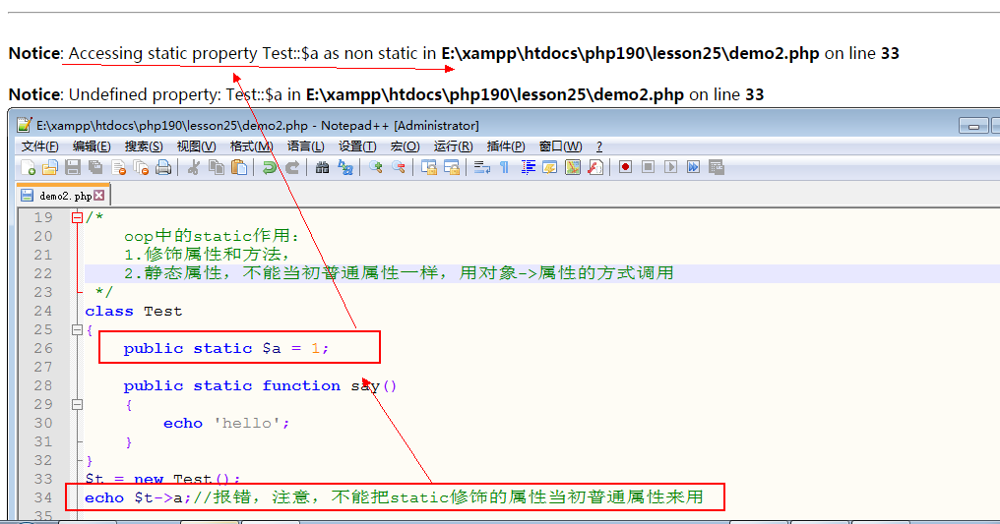 Notice: Accessing static property Test::$a as non static in E:\xampp\htdocs\php190\lesson25\demo2.php on line 33
Notice: Undefined property: Test::$a in E:\xampp\htdocs\php190\lesson25\demo2.php on line 33
E:\xampp\htdocs\php190\lesson25\demo2.php - Notepad++ [Administrator]
文件(F) 编辑(E) 搜索(S) 视图(V) 格式(M) 语言(L) 设置(T) 宏(O) 运行(R) 插件(P) 窗口(W) ?
demo2.php
19 /*
20 oop中的static作用:
21 1.修饰属性和方法,
22 2.静态属性, 不能当初普通属性一样, 用对象->属性的方式调用
23 */
24 class Test
25 {
26 public static $a = 1;
27
28 public static function say()
29 {
30 echo 'hello';
31 }
32 }
33 $t = new Test();
34 echo $t->a;//报错, 注意, 不能把static修饰的属性当初普通属性来用
35